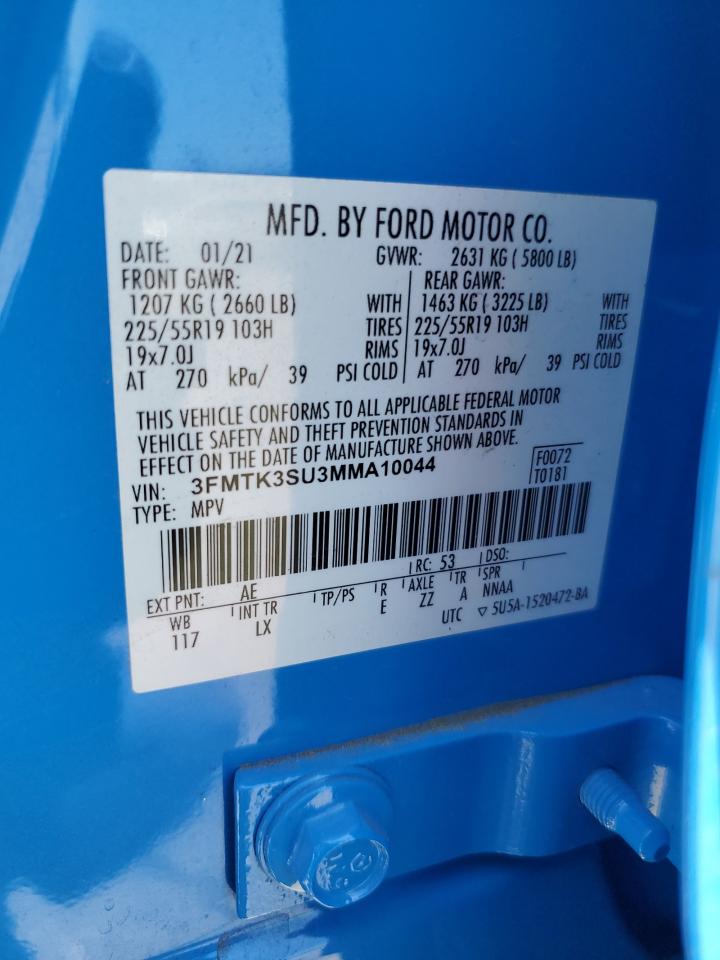 MFD. BY FORD MOTOR CO.
DATE: 01/21 GVWR: 2631 KG ( 5800 LB)
FRONT GAWR: REAR GAWR:
1207 KG ( 2660 LB) WITH 1463 KG ( 3225 LB) WITH
225/55R19 103H TIRES 225/55R19 103H TIRES
19x7.0J RIMS 19x7.0J RIMS
AT 270 kPa/ 39 PSI COLD AT 270 kPa/ 39 PSI COLD
THIS VEHICLE CONFORMS TO ALL APPLICABLE FEDERAL MOTOR
VEHICLE SAFETY AND THEFT PREVENTION STANDARDS IN
EFFECT ON THE DATE OF MANUFACTURE SHOWN ABOVE.
VIN: 3FMTK3SU3MMA10044 F0072
TYPE: MPV T0181
EXT PNT: AE RC: 53 DSO:
WB INT TR TP/PS R AXLE TR SPR
117 LX E ZZ A NNAA
UTC ▽ 5U5A-1520472-BA